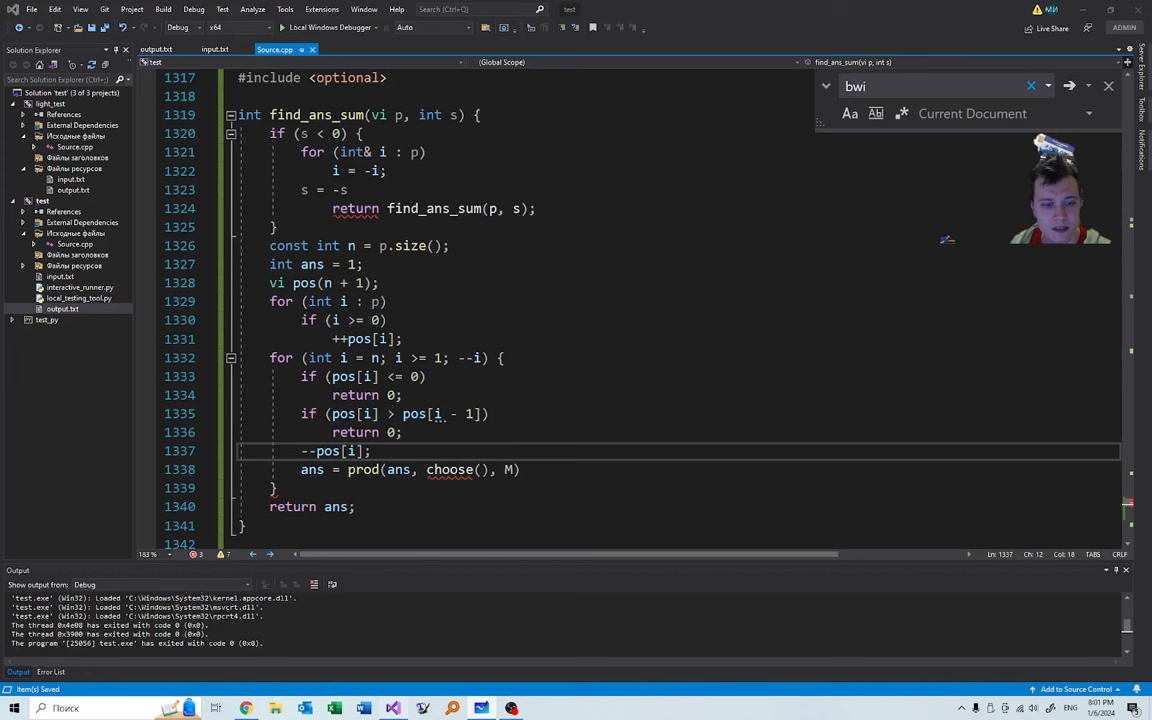 File Edit View Git Project Build Debug Test Analyze Tools Extensions Window Help Search (Ctrl+Q) test МИ
Debug x64 Local Windows Debugger Auto Live Share ADMIN
Solution Explorer
Search Solution Explorer (Ctrl+;)
Solution 'test' (3 of 3 projects)
light_test
References
External Dependencies
Исходные файлы
Source.cpp
Файлы заголовков
Файлы ресурсов
input.txt
output.txt
test
References
External Dependencies
Исходные файлы
Source.cpp
Файлы заголовков
Файлы ресурсов
input.txt
interactive_runner.py
local_testing_tool.py
output.txt
test_py
output.txt input.txt Source.cpp
test (Global Scope) find_ans_sum(vi p, int s)
bwi
Current Document
1317 #include <optional>
1318
1319 int find_ans_sum(vi p, int s) {
1320 if (s < 0) {
1321 for (int& i : p)
1322 i = -i;
1323 s = -s
1324 return find_ans_sum(p, s);
1325 }
1326 const int n = p.size();
1327 int ans = 1;
1328 vi pos(n + 1);
1329 for (int i : p)
1330 if (i >= 0)
1331 ++pos[i];
1332 for (int i = n; i >= 1; --i) {
1333 if (pos[i] <= 0)
1334 return 0;
1335 if (pos[i] > pos[i - 1])
1336 return 0;
1337 --pos[i];
1338 ans = prod(ans, choose(), M)
1339 }
1340 return ans;
1341 }
1342
183 % 3 7 Ln: 1337 Ch: 12 Col: 18 TABS CRLF
Output
Show output from: Debug
'test.exe' (Win32): Loaded 'C:\Windows\System32\kernel.appcore.dll'.
'test.exe' (Win32): Loaded 'C:\Windows\System32\msvcrt.dll'.
'test.exe' (Win32): Loaded 'C:\Windows\System32\rpcrt4.dll'.
The thread 0x4e08 has exited with code 0 (0x0).
The thread 0x3900 has exited with code 0 (0x0).
The program '[25056] test.exe' has exited with code 0 (0x0).
Output Error List
Item(s) Saved Add to Source Control
Поиск ENG 8:01 PM
1/6/2024
Server Explorer
Toolbox
Notifications